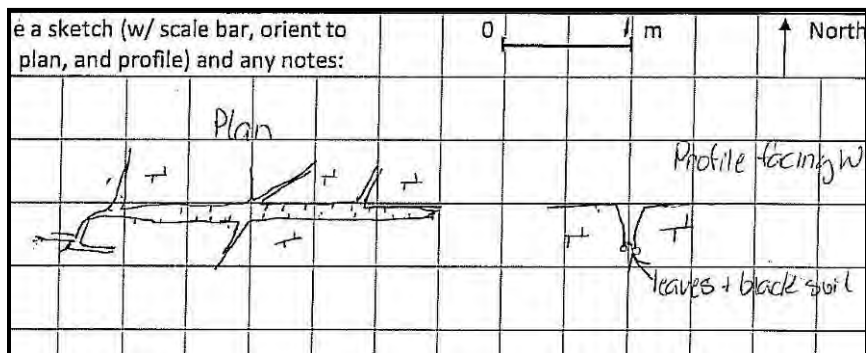 e a sketch (w/ scale bar, orient to
plan, and profile) and any notes:
0 1 m
North
Plan
Profile facing W
leaves + black soil